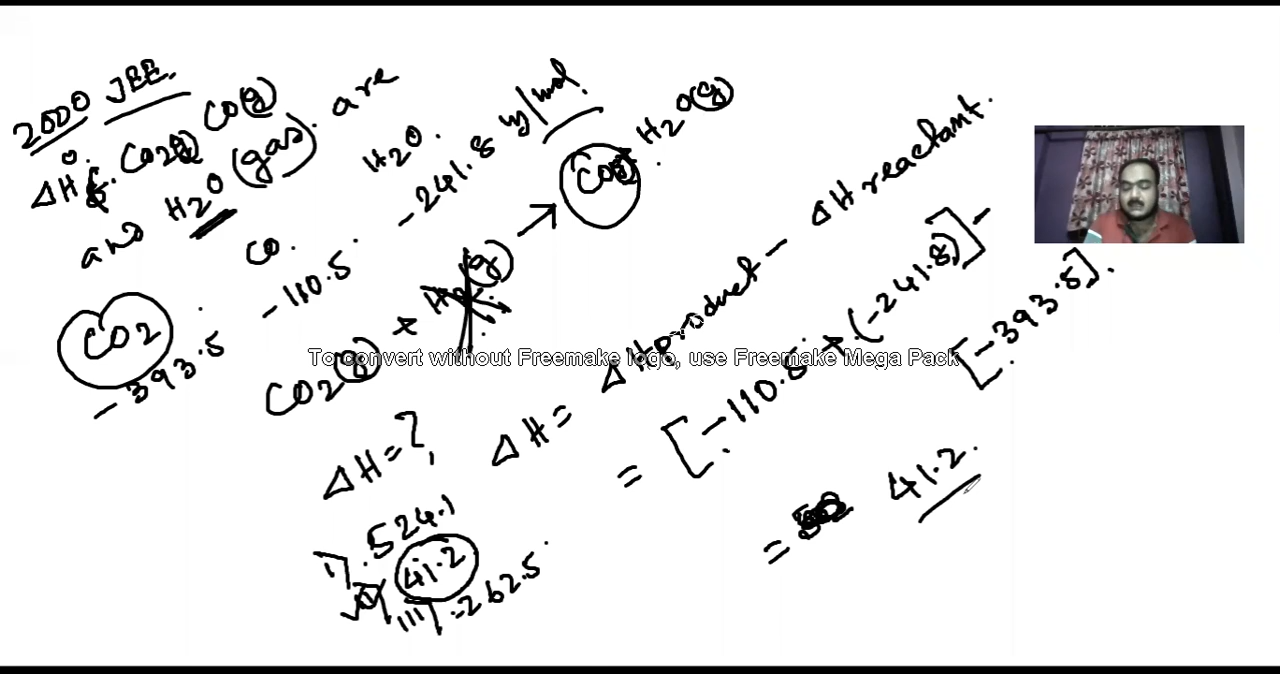 2000 JEE.
ΔH°f. CO2(g) CO(g)
and H2O (gas). are
CO2
-393.5
CO.
-110.5.
H2O.
-241.8 kJ/mol.
CO2(g) + H2(g) → CO(g) H2O(g)
ΔH=?
i) .524.1
ii) 41.2
iii) -262.5
ΔH = ΔH product - ΔH reactant.
= [-110.5 + (-241.8)] - [-393.5].
= 41.2.
To convert without Freemake logo, use Freemake Mega Pack